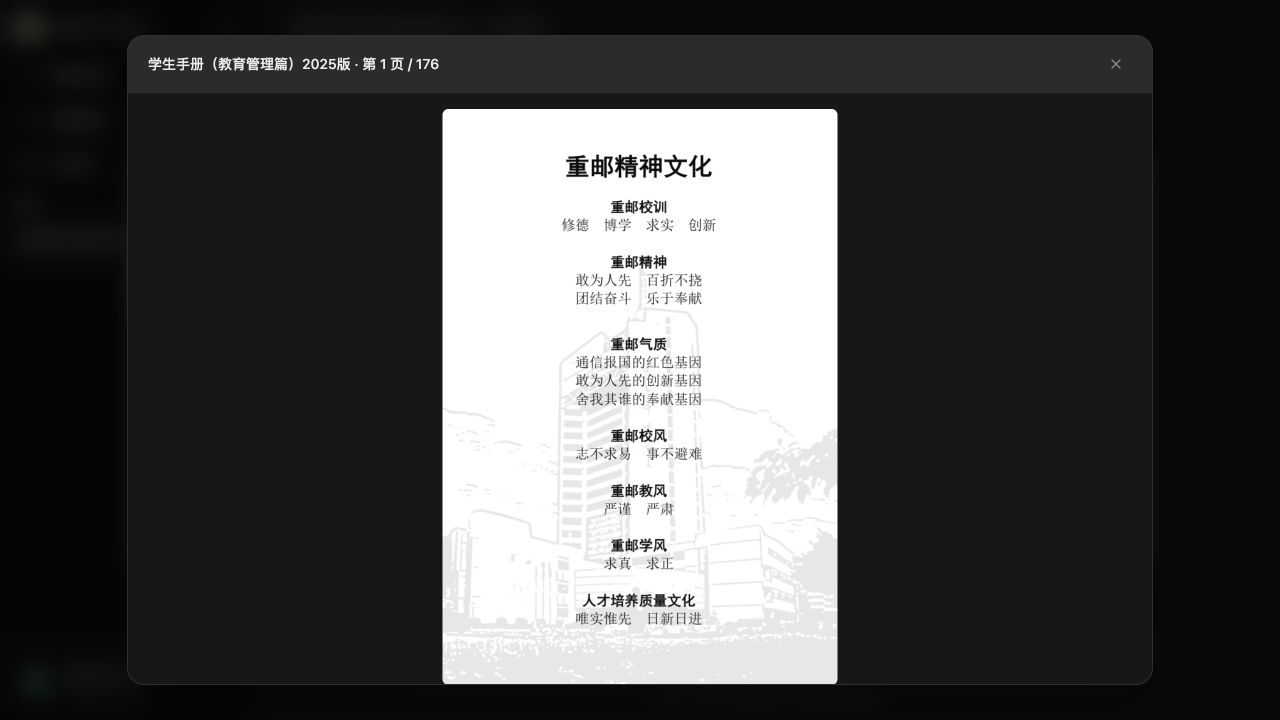 学生手册（教育管理篇）2025版 · 第 1 页 / 176
重邮精神文化
重邮校训
修德 博学 求实 创新
重邮精神
敢为人先 百折不挠
团结奋斗 乐于奉献
重邮气质
通信报国的红色基因
敢为人先的创新基因
舍我其谁的奉献基因
重邮校风
志不求易 事不避难
重邮教风
严谨 严肃
重邮学风
求真 求正
人才培养质量文化
唯实惟先 日新日进